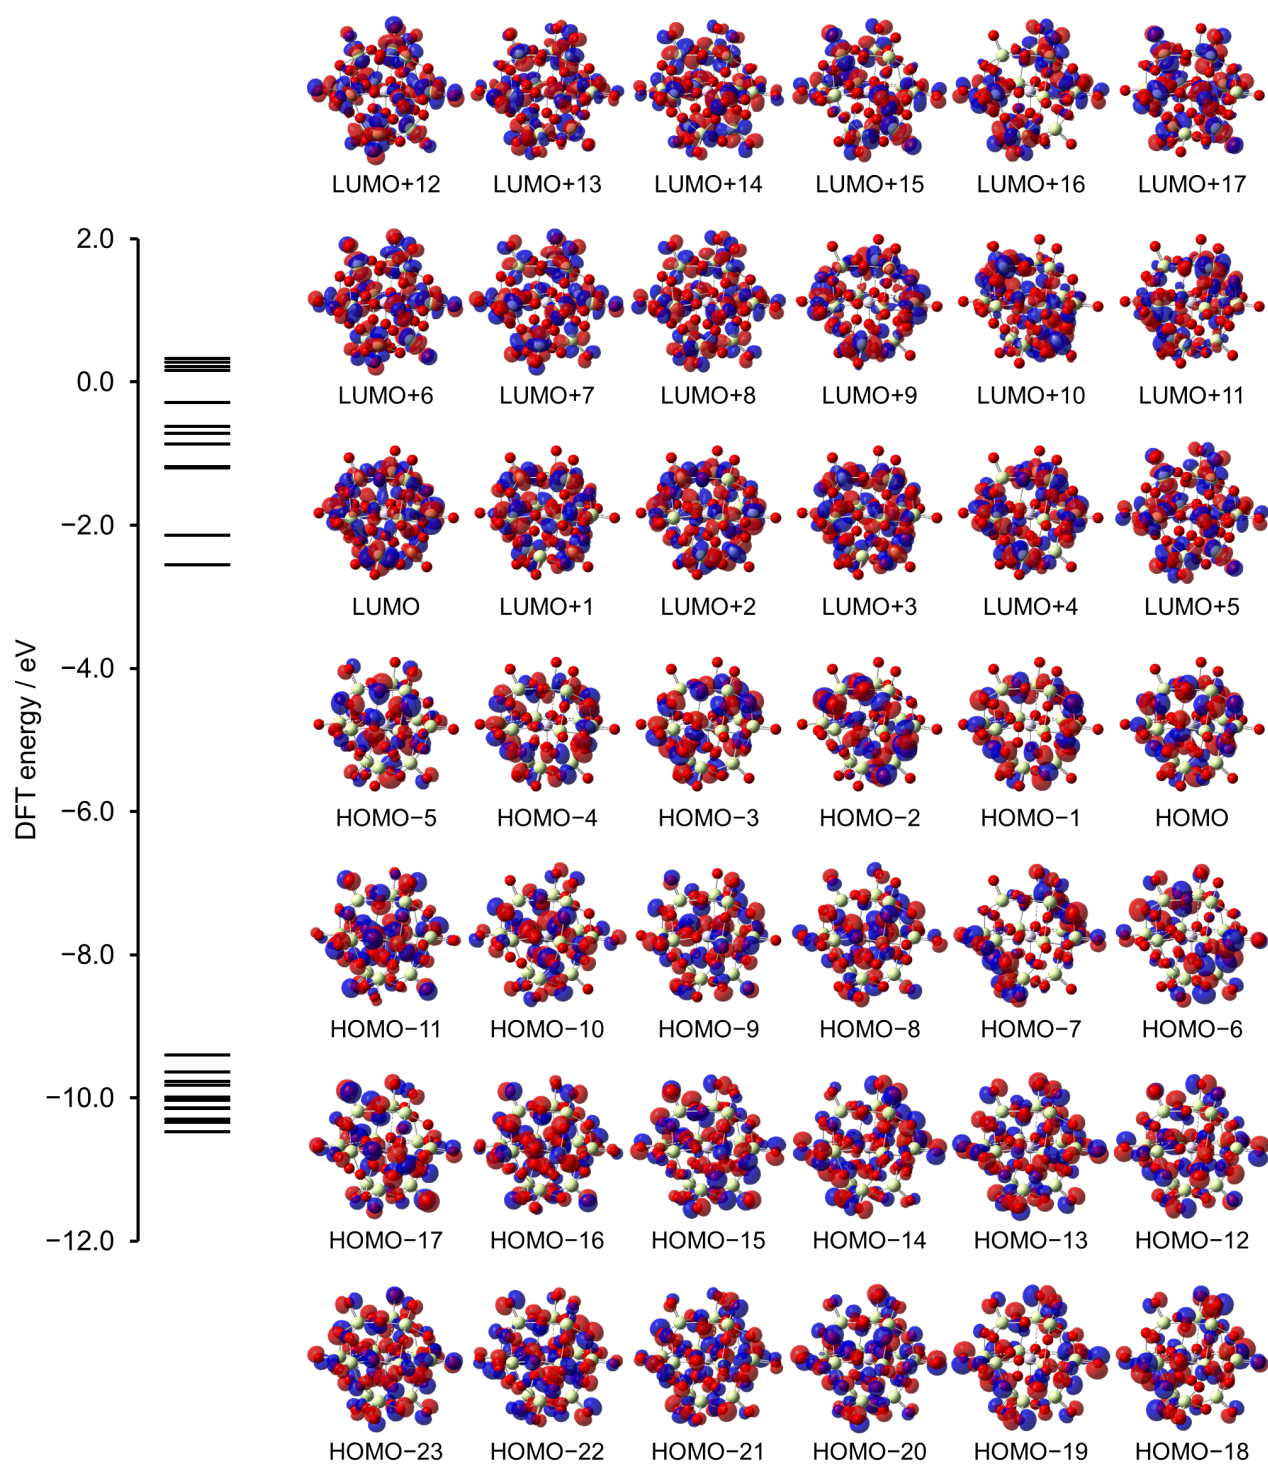 LUMO+12 LUMO+13 LUMO+14 LUMO+15 LUMO+16 LUMO+17
2.0
LUMO+6 LUMO+7 LUMO+8 LUMO+9 LUMO+10 LUMO+11
0.0
−2.0
LUMO LUMO+1 LUMO+2 LUMO+3 LUMO+4 LUMO+5
DFT energy / eV
−4.0
−6.0
HOMO−5 HOMO−4 HOMO−3 HOMO−2 HOMO−1 HOMO
−8.0
HOMO−11 HOMO−10 HOMO−9 HOMO−8 HOMO−7 HOMO−6
−10.0
−12.0
HOMO−17 HOMO−16 HOMO−15 HOMO−14 HOMO−13 HOMO−12
HOMO−23 HOMO−22 HOMO−21 HOMO−20 HOMO−19 HOMO−18